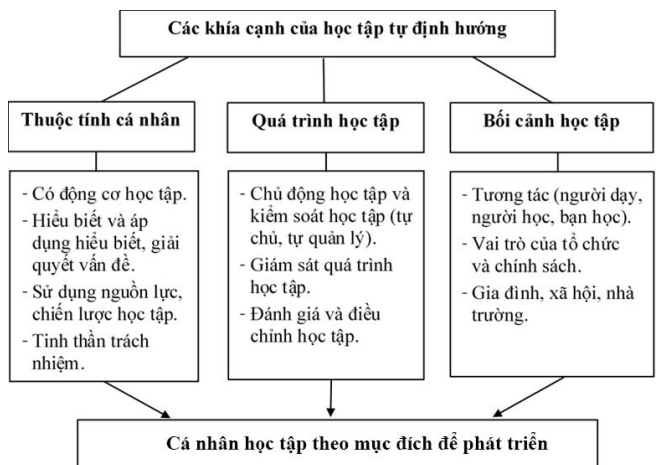 Các khía cạnh của học tập tự định hướng
Thuộc tính cá nhân
Quá trình học tập
Bối cảnh học tập
- Có động cơ học tập.
- Hiểu biết và áp
dụng hiểu biết, giải
quyết vấn đề.
- Sử dụng nguồn lực,
chiến lược học tập.
- Tinh thần trách
nhiệm.
- Chủ động học tập và
kiểm soát học tập (tự
chủ, tự quản lý).
- Giám sát quá trình
học tập.
- Đánh giá và điều
chỉnh học tập.
- Tương tác (người dạy,
người học, bạn học).
- Vai trò của tổ chức
và chính sách.
- Gia đình, xã hội, nhà
trường.
Cá nhân học tập theo mục đích để phát triển